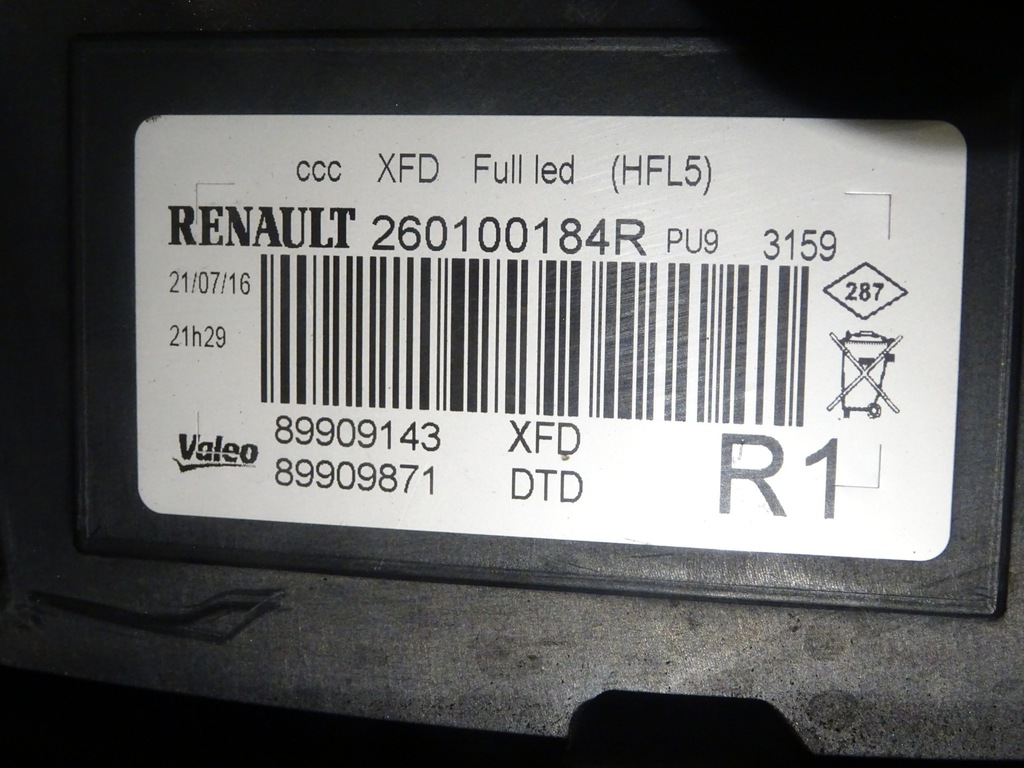 ccc XFD Full led (HFL5)
RENAULT 260100184R PU9 3159
21/07/16
287
21h29
89909143 XFD
Valeo
89909871 DTD
R1